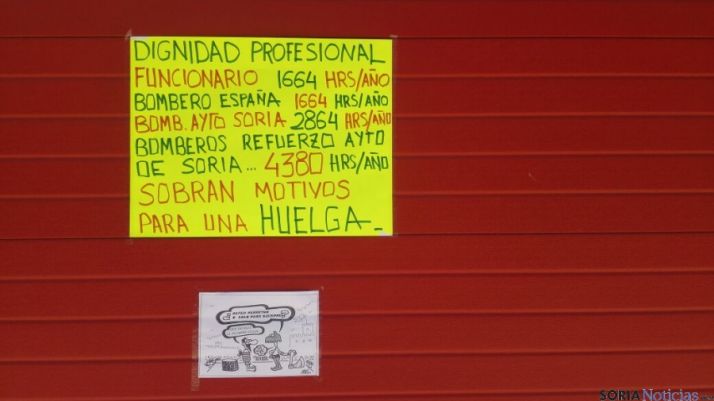 DIGNIDAD PROFESIONAL
FUNCIONARIO 1664 HRS/AÑO
BOMBERO ESPAÑA 1664 HRS/AÑO
BOMB. AYTO SORIA 2864 HRS/AÑO
BOMBEROS REFUERZO AYTO
DE SORIA... 4380 HRS/AÑO
SOBRAN MOTIVOS
PARA UNA HUELGA_
SORIANoticias